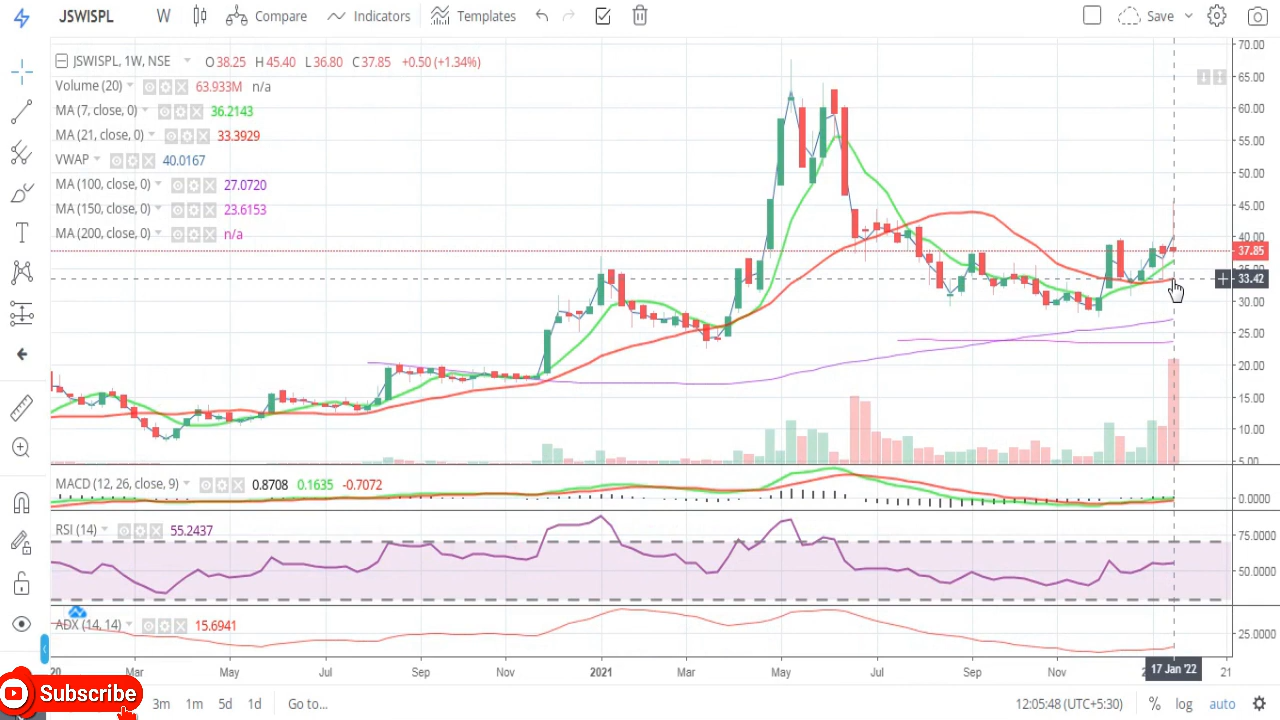 JSWISPL W Compare Indicators Templates Save
JSWISPL, 1W, NSE O38.25 H45.40 L36.80 C37.85 +0.50 (+1.34%)
Volume (20) 63.933M n/a
MA (7, close, 0) 36.2143
MA (21, close, 0) 33.3929
VWAP 40.0167
MA (100, close, 0) 27.0720
MA (150, close, 0) 23.6153
MA (200, close, 0) n/a
70.00
65.00
60.00
55.00
50.00
45.00
40.00
37.85
33.42
30.00
25.00
20.00
15.00
10.00
5.00
MACD (12, 26, close, 9) 0.8708 0.1635 -0.7072
0.0000
RSI (14) 55.2437
75.0000
50.0000
ADX (14, 14) 15.6941
25.0000
20 Mar May Jul Sep Nov 2021 Mar May Jul Sep Nov 17 Jan '22 21
Subscribe
3m 1m 5d 1d Go to... 12:05:48 (UTC+5:30) % log auto